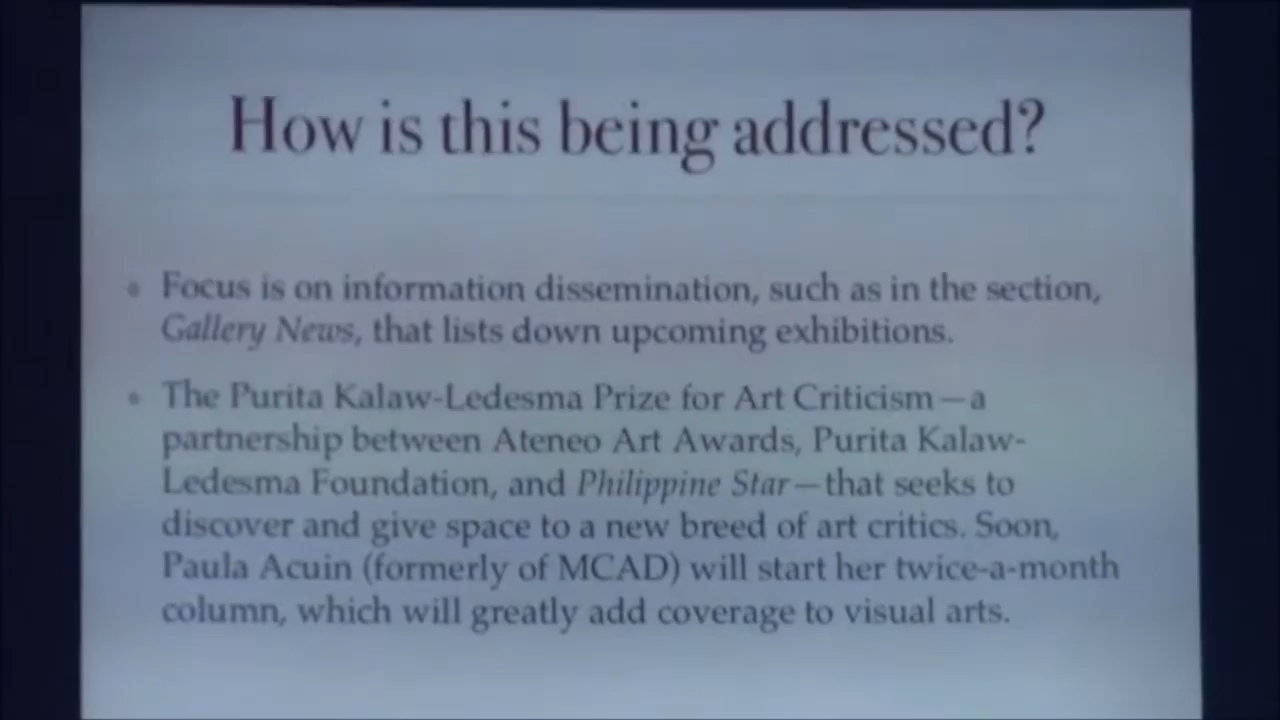 How is this being addressed?
Focus is on information dissemination, such as in the section,
Gallery News, that lists down upcoming exhibitions.
The Purita Kalaw-Ledesma Prize for Art Criticism—a
partnership between Ateneo Art Awards, Purita Kalaw-
Ledesma Foundation, and Philippine Star—that seeks to
discover and give space to a new breed of art critics. Soon,
Paula Acuin (formerly of MCAD) will start her twice-a-month
column, which will greatly add coverage to visual arts.